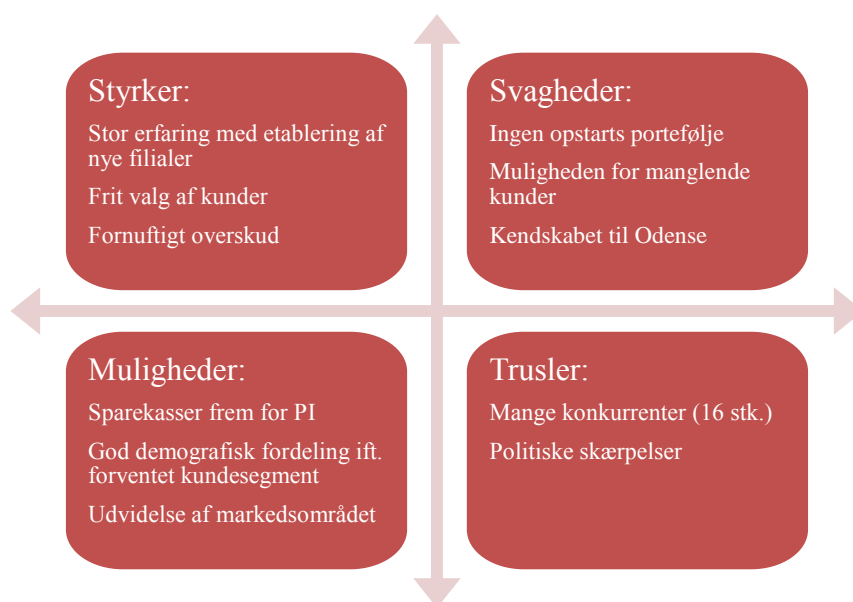 Styrker:
Stor erfaring med etablering af
nye filialer
Frit valg af kunder
Fornuftigt overskud
Svagheder:
Ingen opstarts portefølje
Muligheden for manglende
kunder
Kendskabet til Odense
Muligheder:
Sparekasser frem for PI
God demografisk fordeling ift.
forventet kundesegment
Udvidelse af markedsområdet
Trusler:
Mange konkurrenter (16 stk.)
Politiske skærpelser